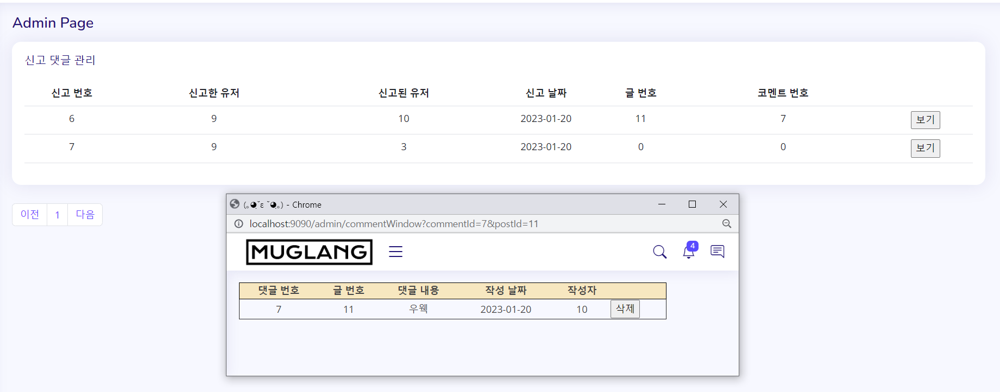 Admin Page
신고 댓글 관리
신고 번호 신고한 유저 신고된 유저 신고 날짜 글 번호 코멘트 번호
6 9 10 2023-01-20 11 7 보기
7 9 3 2023-01-20 0 0 보기
이전 1 다음
(｡◕ˇε ˇ◕｡) - Chrome
localhost:9090/admin/commentWindow?commentId=7&postId=11
MUGLANG 4
댓글 번호 글 번호 댓글 내용 작성 날짜 작성자
7 11 우웩 2023-01-20 10 삭제